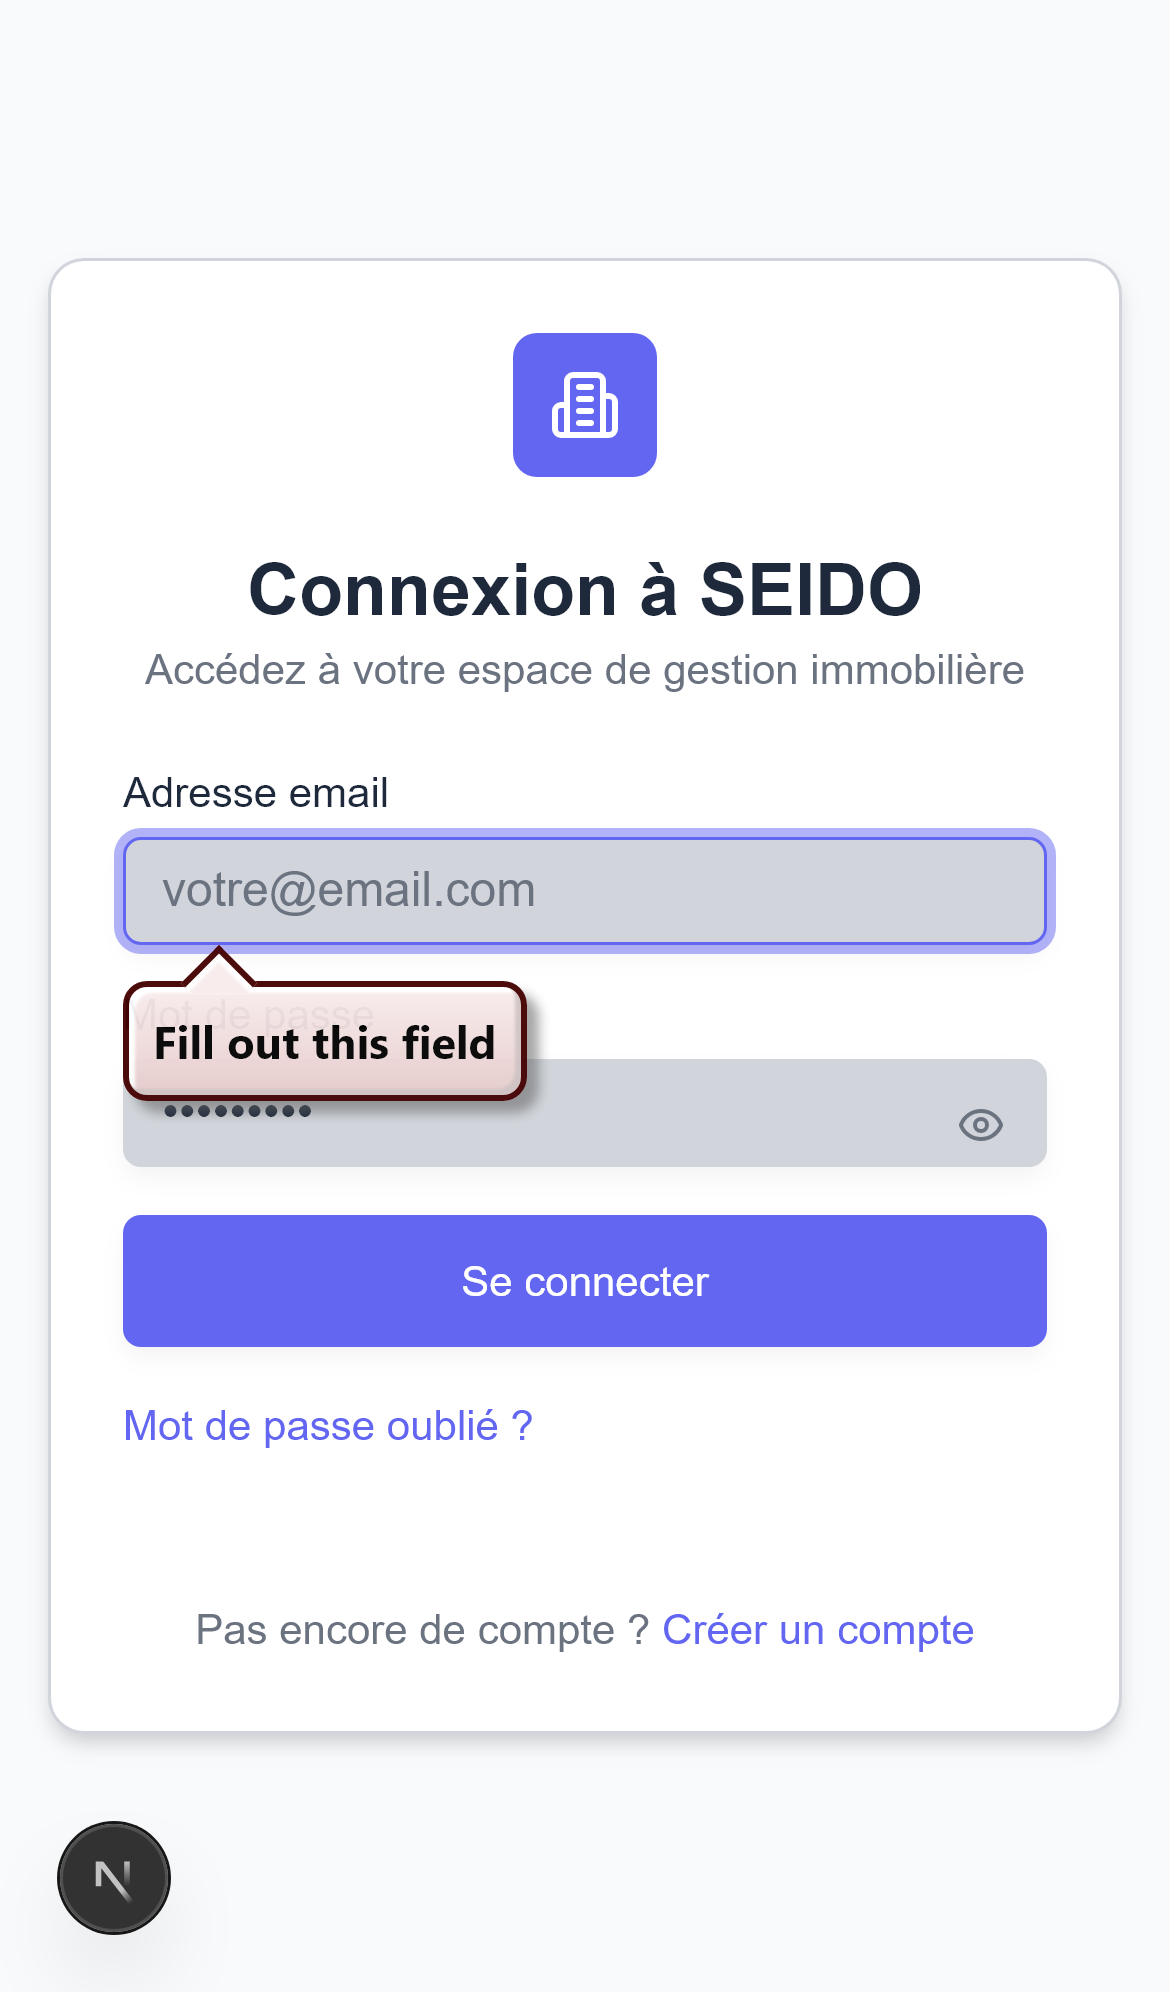 Connexion à SEIDO
Accédez à votre espace de gestion immobilière
Adresse email
votre@email.com
Mot de passe
Fill out this field
•••••••••
Se connecter
Mot de passe oublié ?
Pas encore de compte ? Créer un compte
N